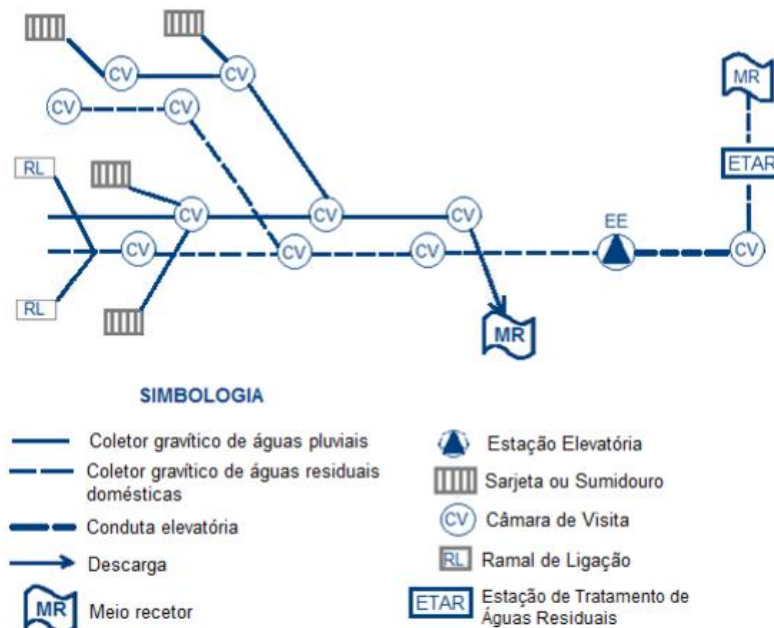 CV
CV
MR
CV
CV
ETAR
RL
CV
CV
CV
EE
CV
CV
CV
CV
RL
MR
SIMBOLOGIA
Coletor gravítico de águas pluviais
Coletor gravítico de águas residuais
domésticas
Conduta elevatória
Descarga
MR Meio recetor
Estação Elevatória
Sarjeta ou Sumidouro
CV Câmara de Visita
RL Ramal de Ligação
ETAR Estação de Tratamento de
Águas Residuais